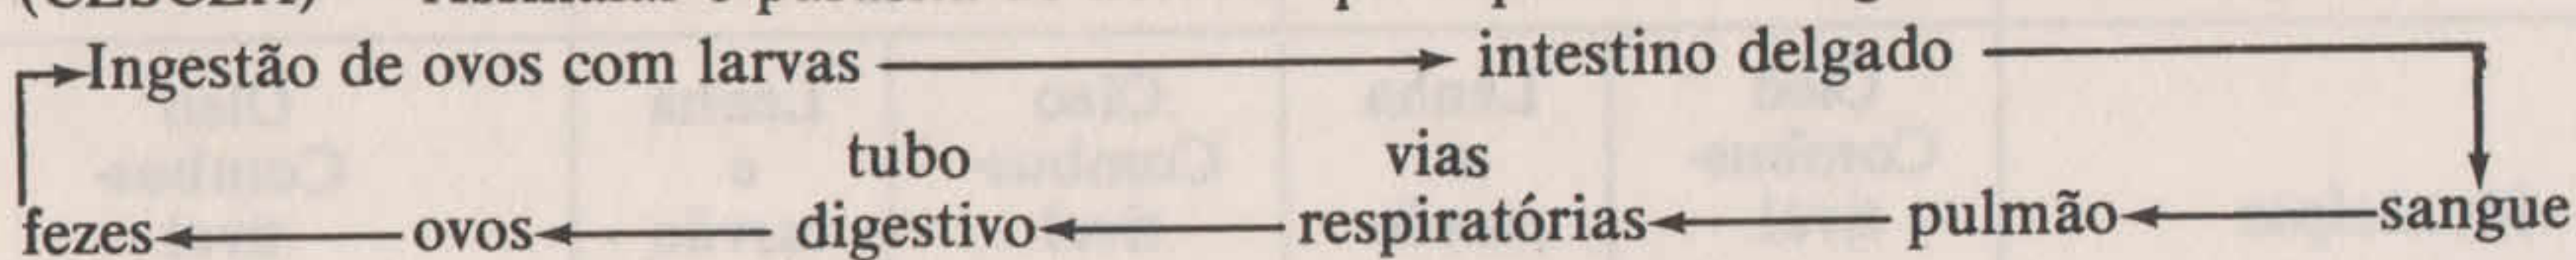 Ingestão de ovos com larvas intestino delgado
tubo vias
fezes ovos digestivo respiratórias pulmão sangue